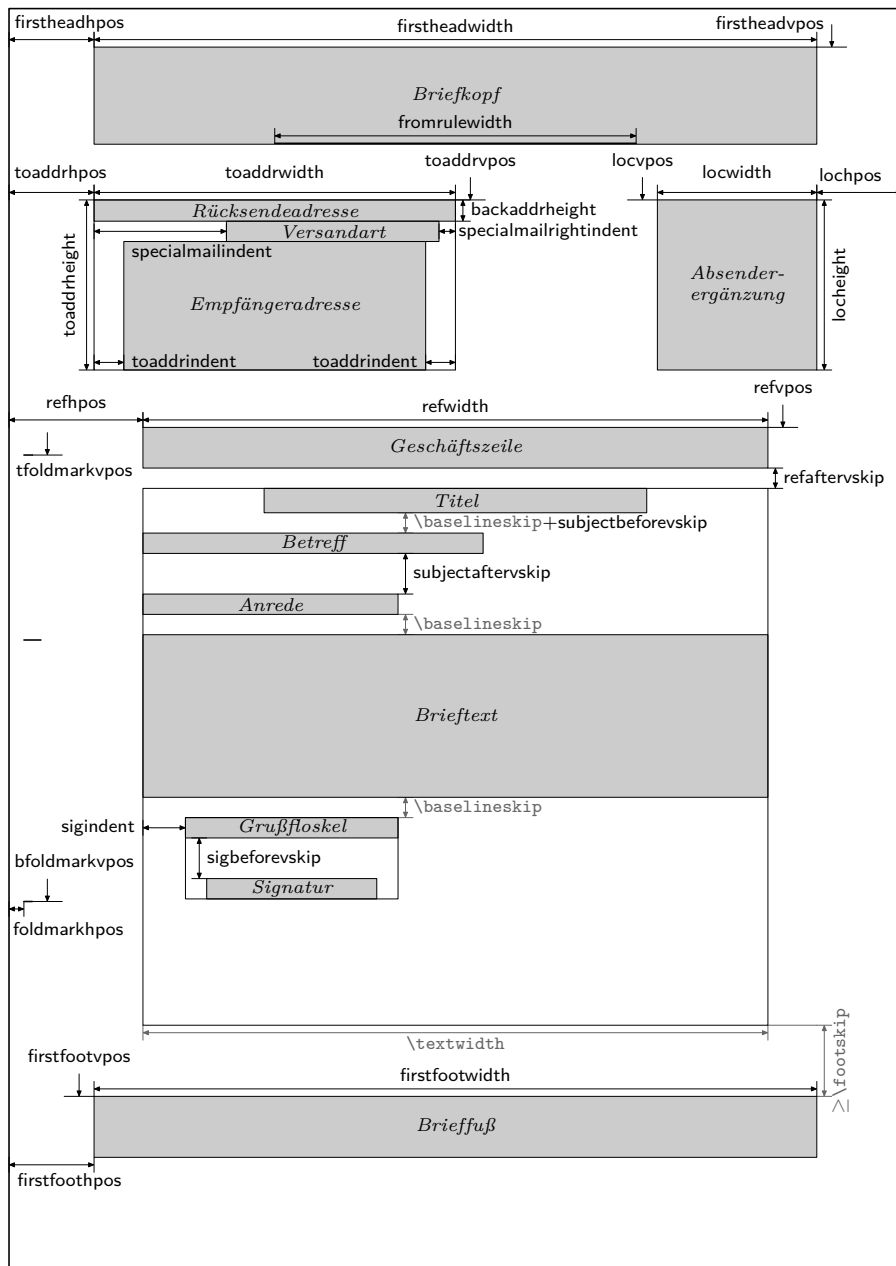 firstheadhpos
firstheadwidth
firstheadvpos
Briefkopf
fromrulewidth
toaddrhpos
toaddrwidth
toaddrvpos
locvpos
locwidth
lochpos
Rücksendeadresse
backaddrheight
Versandart
specialmailrightindent
specialmailindent
toaddrheight
Empfängeradresse
Absender-
ergänzung
locheight
toaddrindent
toaddrindent
refvpos
refhpos
refwidth
Geschäftszeile
tfoldmarkvpos
refaftervskip
Titel
\baselineskip+subjectbeforevskip
Betreff
subjectaftervskip
Anrede
\baselineskip
Brieftext
\baselineskip
sigindent
Grußfloskel
sigbeforevskip
bfoldmarkvpos
Signatur
foldmarkhpos
\textwidth
≥\footskip
firstfootvpos
firstfootwidth
Brieffuß
firstfoothpos